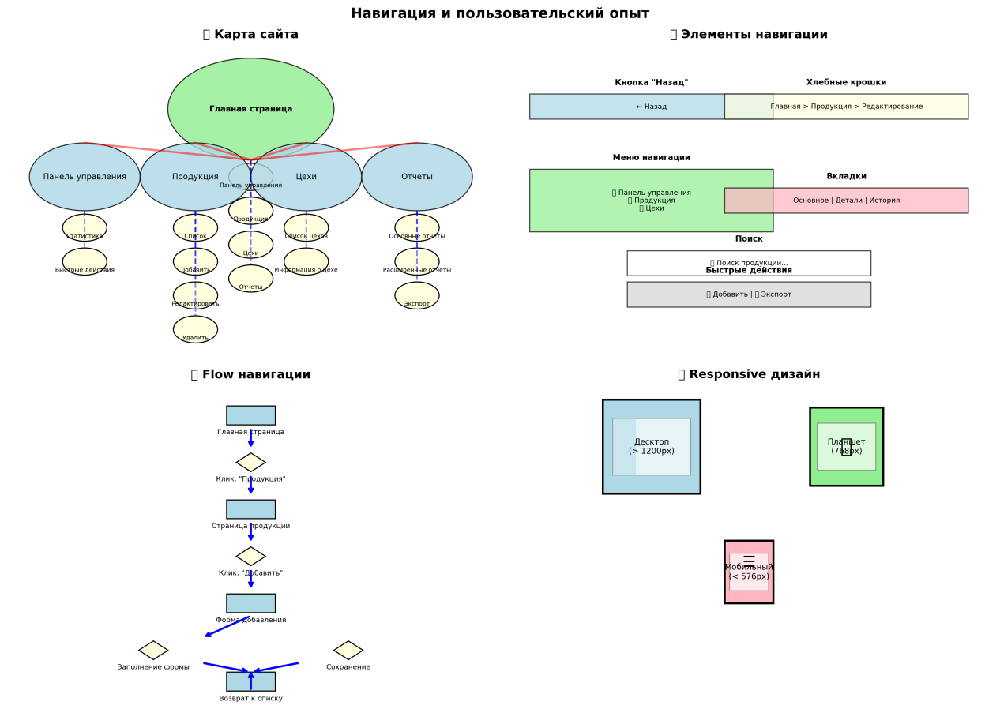 Навигация и пользовательский опыт
Карта сайта
Главная страница
Панель управления
Продукция
Цехи
Отчеты
Панель управления
Продукция
Цехи
Отчеты
Статистика
Быстрые действия
Список
Добавить
Редактировать
Удалить
Список цехов
Информация о цехе
Основные отчеты
Расширенные отчеты
Экспорт
Элементы навигации
Кнопка "Назад"
← Назад
Хлебные крошки
Главная > Продукция > Редактирование
Меню навигации
Панель управления
Продукция
Цехи
Вкладки
Основное | Детали | История
Поиск
Поиск продукции...
Быстрые действия
Добавить | Экспорт
Flow навигации
Главная страница
Клик: "Продукция"
Страница продукции
Клик: "Добавить"
Форма добавления
Заполнение формы
Сохранение
Возврат к списку
Responsive дизайн
Десктоп
(> 1200px)
Планшет
(768px)
☰
Мобильный
(< 576px)